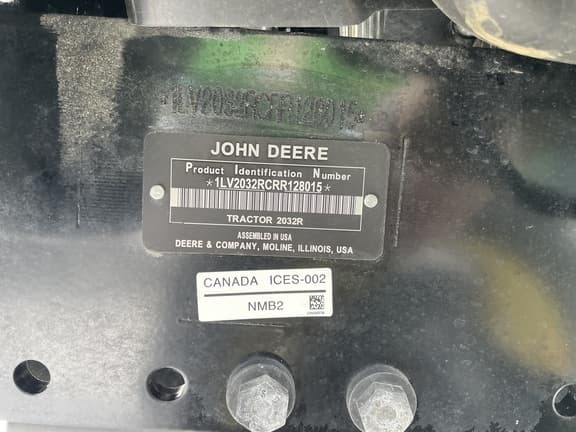 *1LV2032RCRR128015*
JOHN DEERE
Product Identification Number
*1LV2032RCRR128015*
TRACTOR 2032R
ASSEMBLED IN USA
DEERE & COMPANY, MOLINE, ILLINOIS, USA
CANADA ICES-002
NMB2